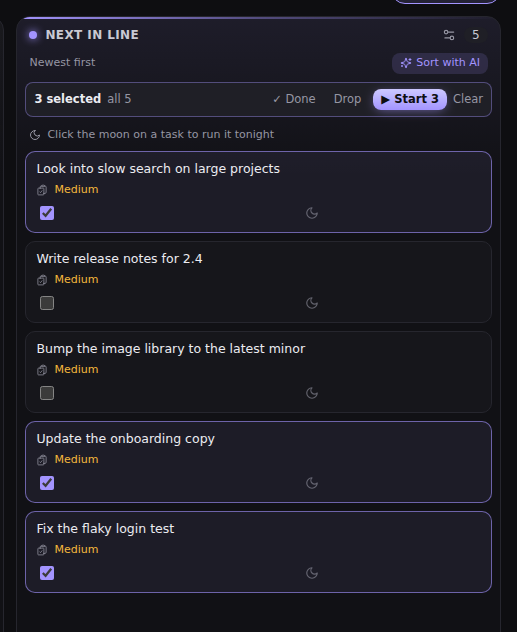 NEXT IN LINE 5
Newest first Sort with AI
3 selected all 5 ✓ Done Drop ▶ Start 3 Clear
Click the moon on a task to run it tonight
Look into slow search on large projects
Medium
Write release notes for 2.4
Medium
Bump the image library to the latest minor
Medium
Update the onboarding copy
Medium
Fix the flaky login test
Medium